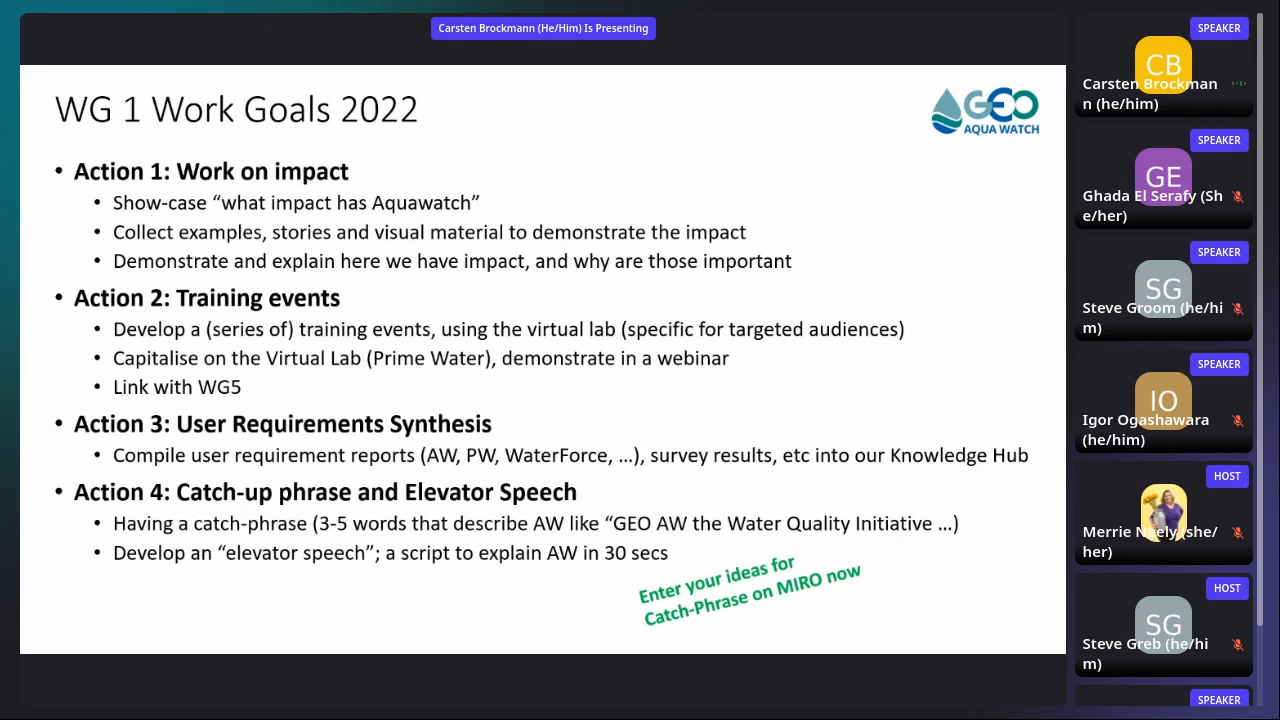 Carsten Brockmann (He/Him) Is Presenting
WG 1 Work Goals 2022
GEO
AQUA WATCH
• Action 1: Work on impact
• Show-case “what impact has Aquawatch”
• Collect examples, stories and visual material to demonstrate the impact
• Demonstrate and explain here we have impact, and why are those important
• Action 2: Training events
• Develop a (series of) training events, using the virtual lab (specific for targeted audiences)
• Capitalise on the Virtual Lab (Prime Water), demonstrate in a webinar
• Link with WG5
• Action 3: User Requirements Synthesis
• Compile user requirement reports (AW, PW, WaterForce, …), survey results, etc into our Knowledge Hub
• Action 4: Catch-up phrase and Elevator Speech
• Having a catch-phrase (3-5 words that describe AW like “GEO AW the Water Quality Initiative …)
• Develop an “elevator speech”; a script to explain AW in 30 secs
Enter your ideas for
Catch-Phrase on MIRO now
SPEAKER
CB
Carsten Brockman
n (he/him)
SPEAKER
GE
Ghada El Serafy (Sh
e/her)
SPEAKER
SG
Steve Groom (he/hi
m)
SPEAKER
IO
Igor Ogashawara
(he/him)
HOST
Merrie Neely (she/
her)
HOST
SG
Steve Greb (he/hi
m)
SPEAKER